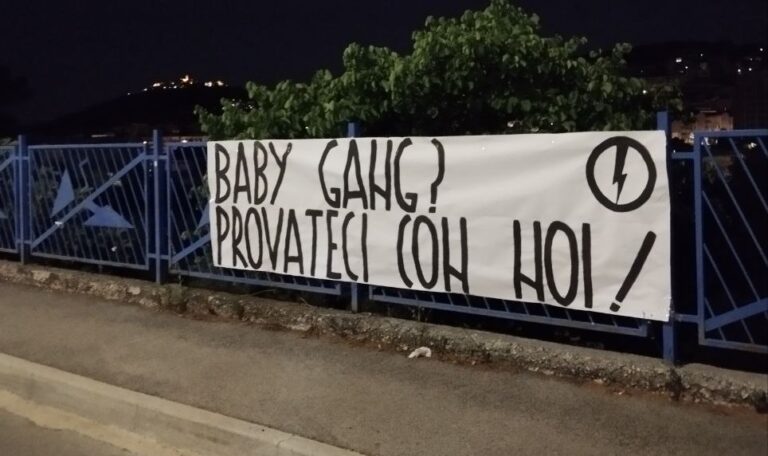 BABY GANG?
PROVATECI CON NOI!